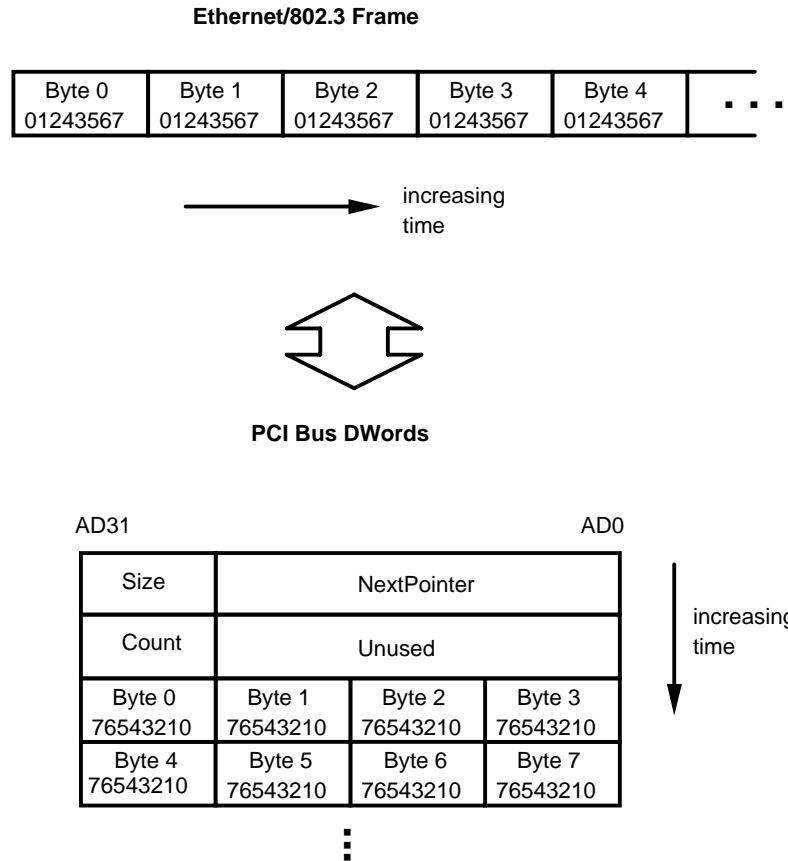 Ethernet/802.3 Frame
Byte 0 Byte 1 Byte 2 Byte 3 Byte 4
01243567 01243567 01243567 01243567 01243567
. . .
increasing
time
PCI Bus DWords
AD31 AD0
Size NextPointer
Count Unused
Byte 0 Byte 1 Byte 2 Byte 3
76543210 76543210 76543210 76543210
Byte 4 Byte 5 Byte 6 Byte 7
76543210 76543210 76543210 76543210
increasing
time